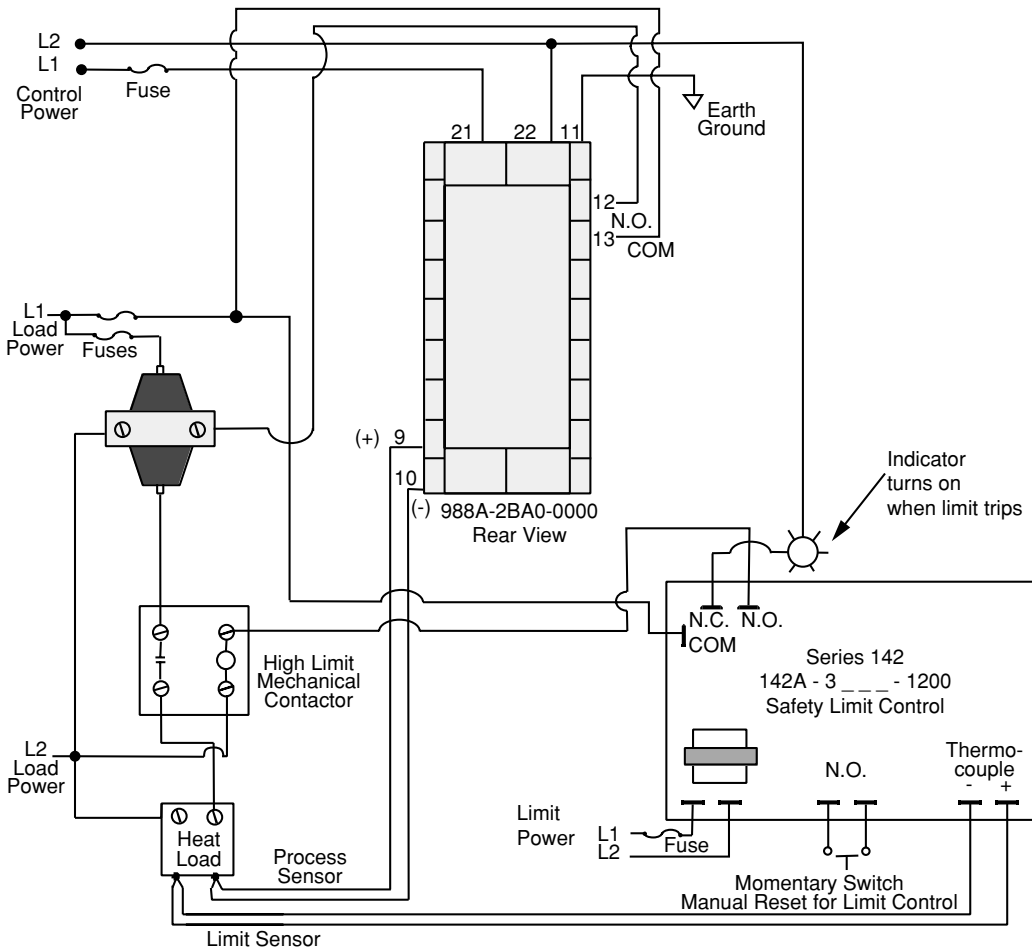 L2
L1
Control
Power
Fuse
21
22
11
Earth
Ground
12
N.O.
13
COM
L1
Load
Power
Fuses
(+)
9
10
(-)
988A-2BA0-0000
Rear View
Indicator
turns on
when limit trips
N.C.
N.O.
COM
Series 142
142A - 3 _ _ _ - 1200
Safety Limit Control
High Limit
Mechanical
Contactor
L2
Load
Power
N.O.
Thermo-
couple
- +
Limit
Power
L1
L2
Fuse
Heat
Load
Process
Sensor
Momentary Switch
Manual Reset for Limit Control
Limit Sensor